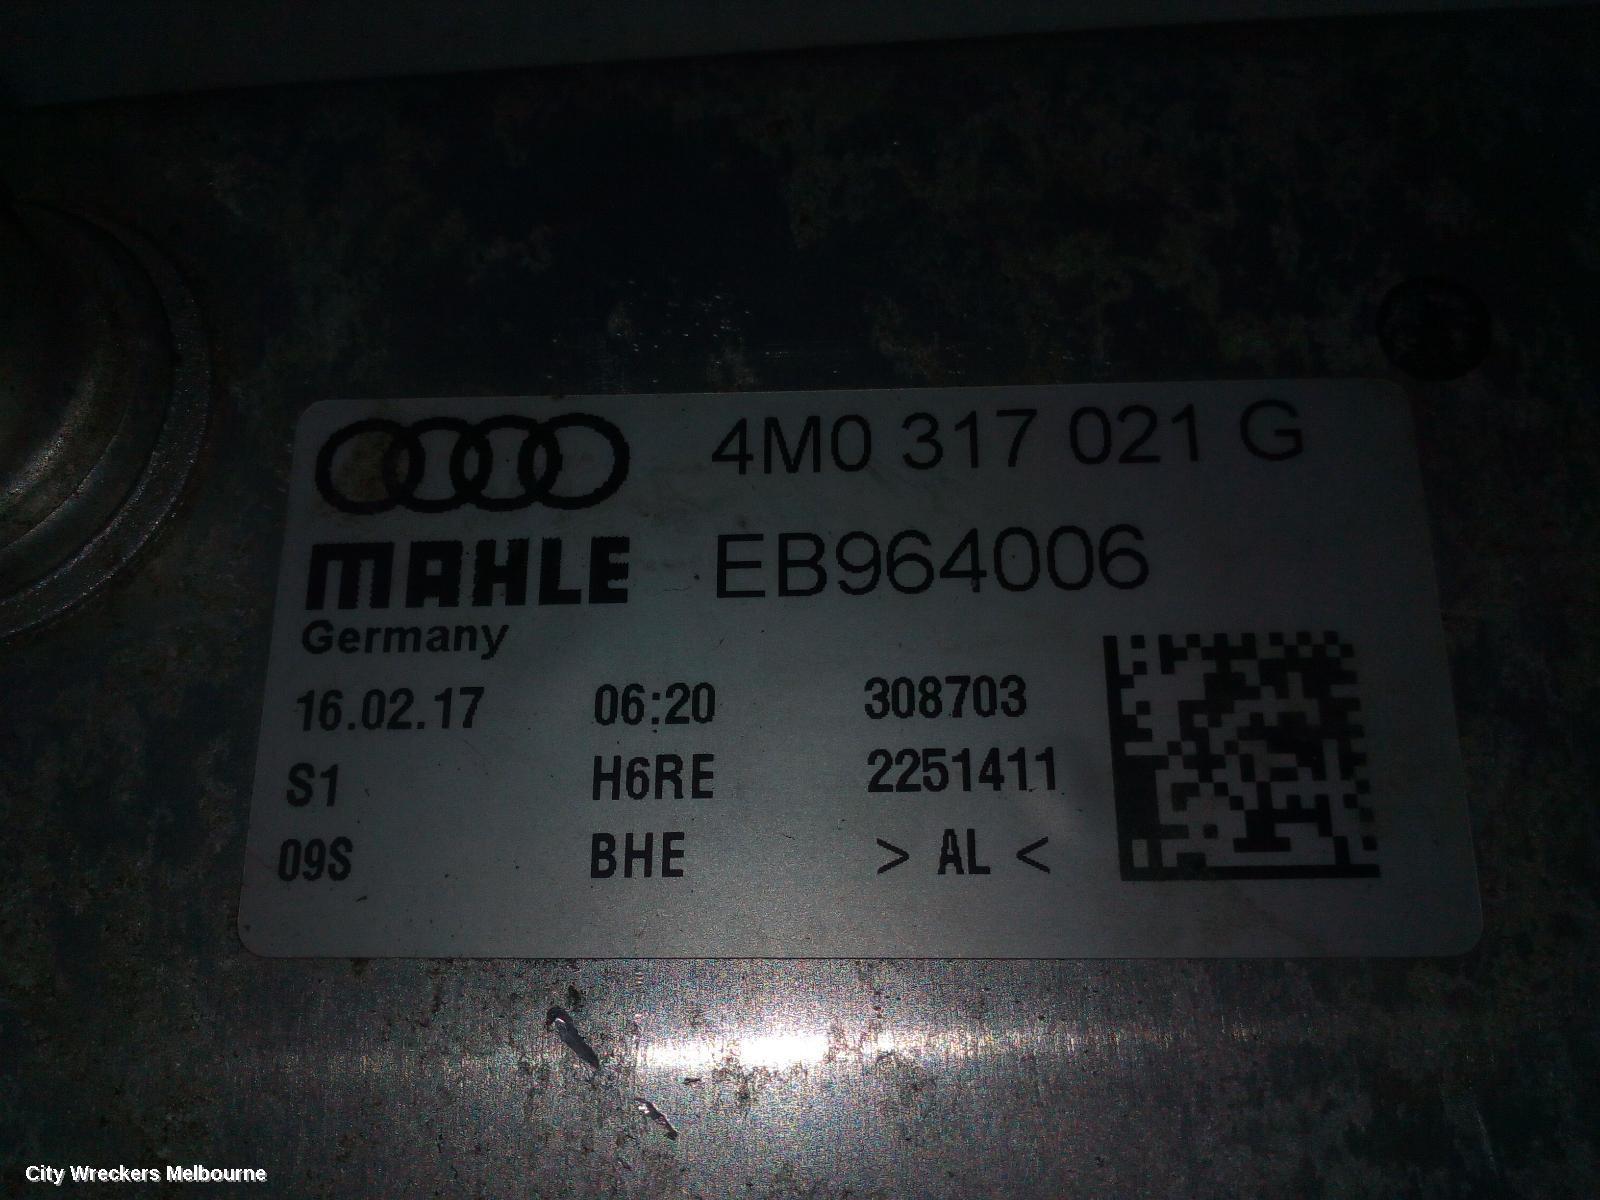 4M0 317 021 G
MAHLE EB964006
Germany
16.02.17 06:20 308703
S1 H6RE 2251411
09S BHE > AL <
City Wreckers Melbourne